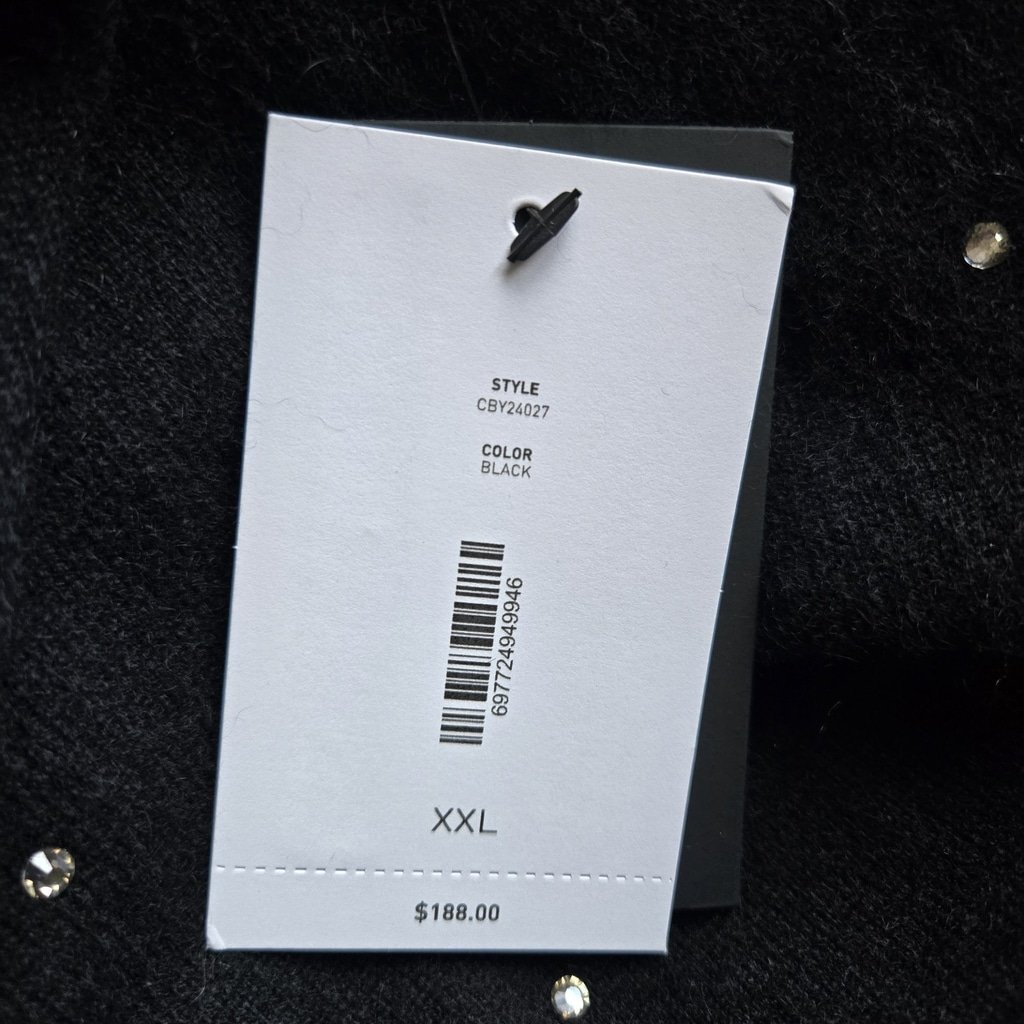 STYLE
CBY24027
COLOR
BLACK
697724949946
XXL
$188.00